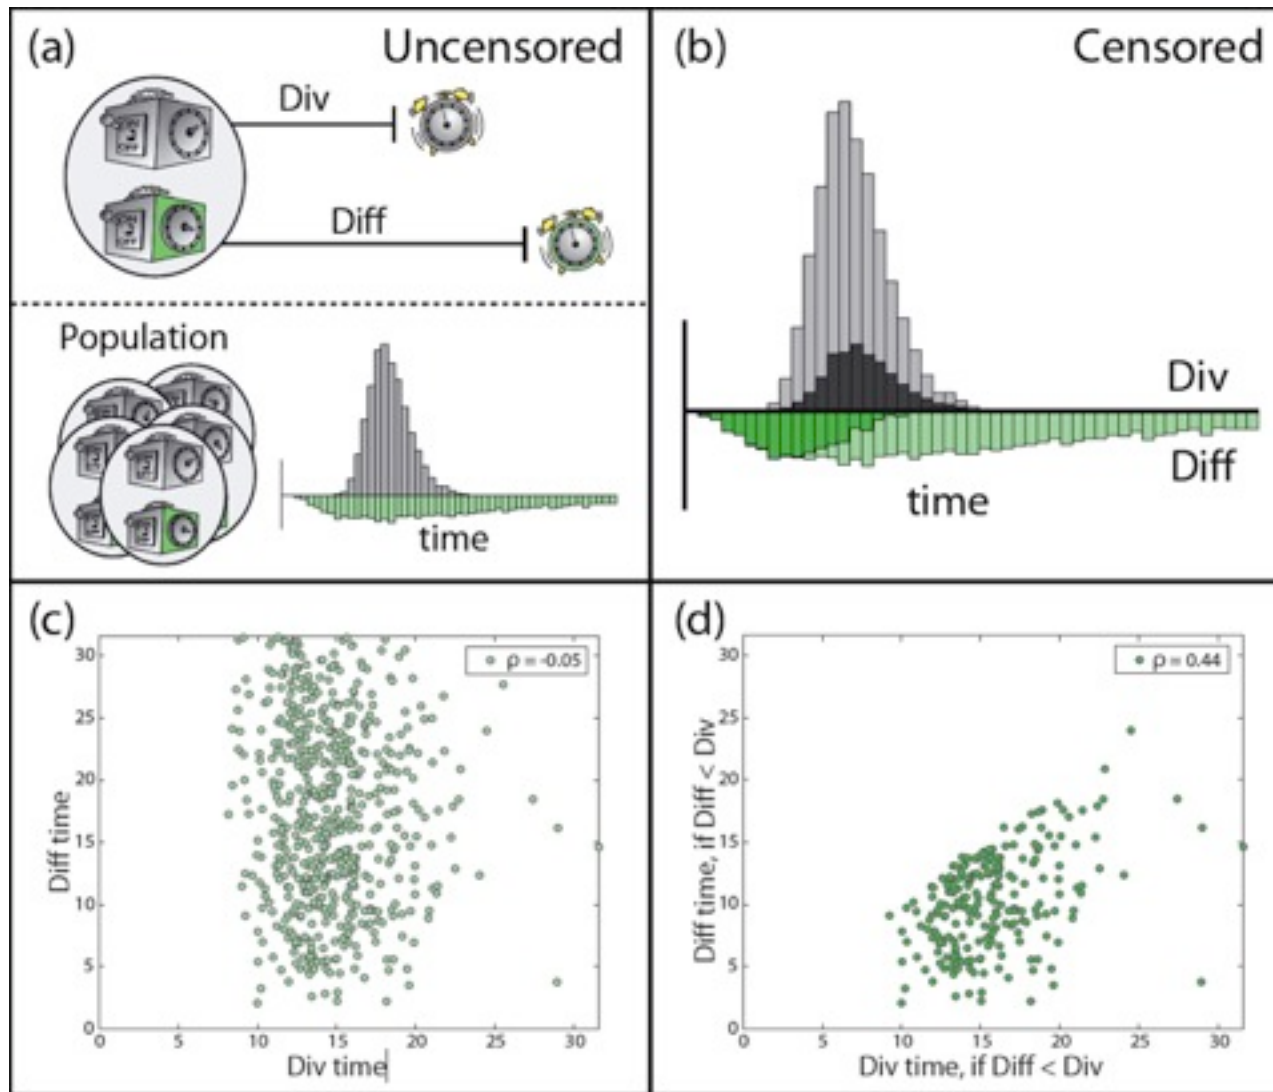 (a) Uncensored
Div
Diff
Population
time
(b) Censored
Div
Diff
time
(c)
ρ = -0.05
30
25
20
15
10
5
0
Diff time
0 5 10 15 20 25 30
Div time
(d)
ρ = 0.44
30
25
20
15
10
5
0
Diff time, if Diff < Div
0 5 10 15 20 25 30
Div time, if Diff < Div